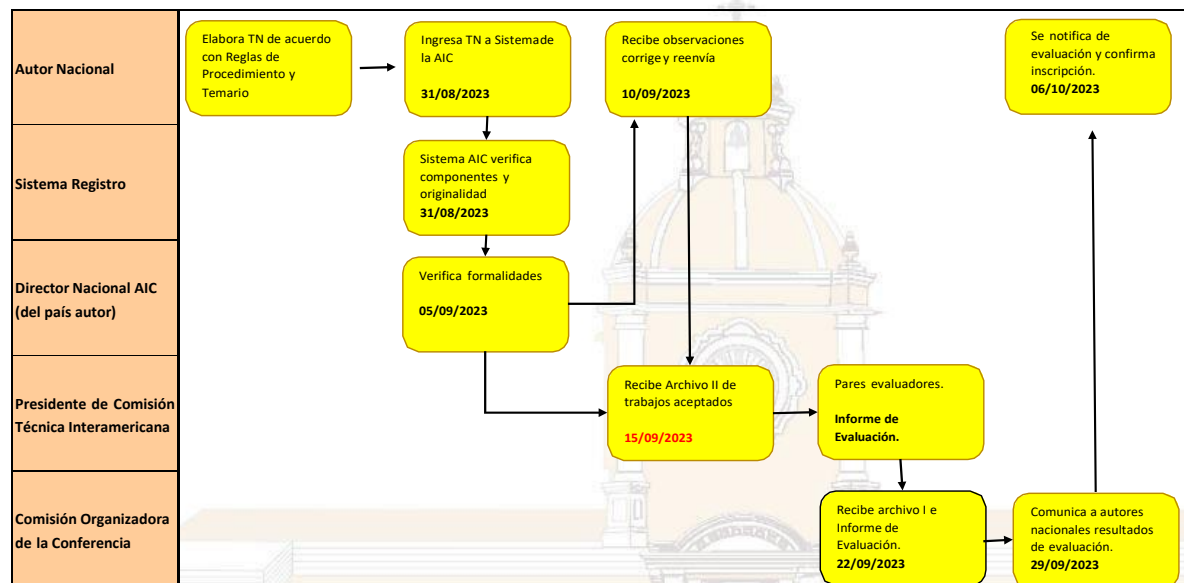 Autor Nacional
Elabora TN de acuerdo
con Reglas de
Procedimiento y
Temario
Ingresa TN a Sistemade
la AIC
31/08/2023
Recibe observaciones
corrige y reenvía
10/09/2023
Se notifica de
evaluación y confirma
inscripción.
06/10/2023
Sistema Registro
Sistema AIC verifica
componentes y
originalidad
31/08/2023
Director Nacional AIC
(del país autor)
Verifica formalidades
05/09/2023
Presidente de Comisión
Técnica Interamericana
Recibe Archivo II de
trabajos aceptados
15/09/2023
Pares evaluadores.
Informe de
Evaluación.
Comisión Organizadora
de la Conferencia
Recibe archivo I e
Informe de
Evaluación.
22/09/2023
Comunica a autores
nacionales resultados
de evaluación.
29/09/2023